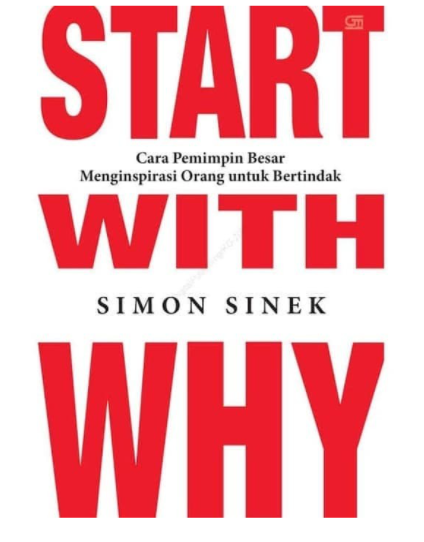 START
Cara Pemimpin Besar
Menginspirasi Orang untuk Bertindak
WITH
SIMON SINEK
WHY